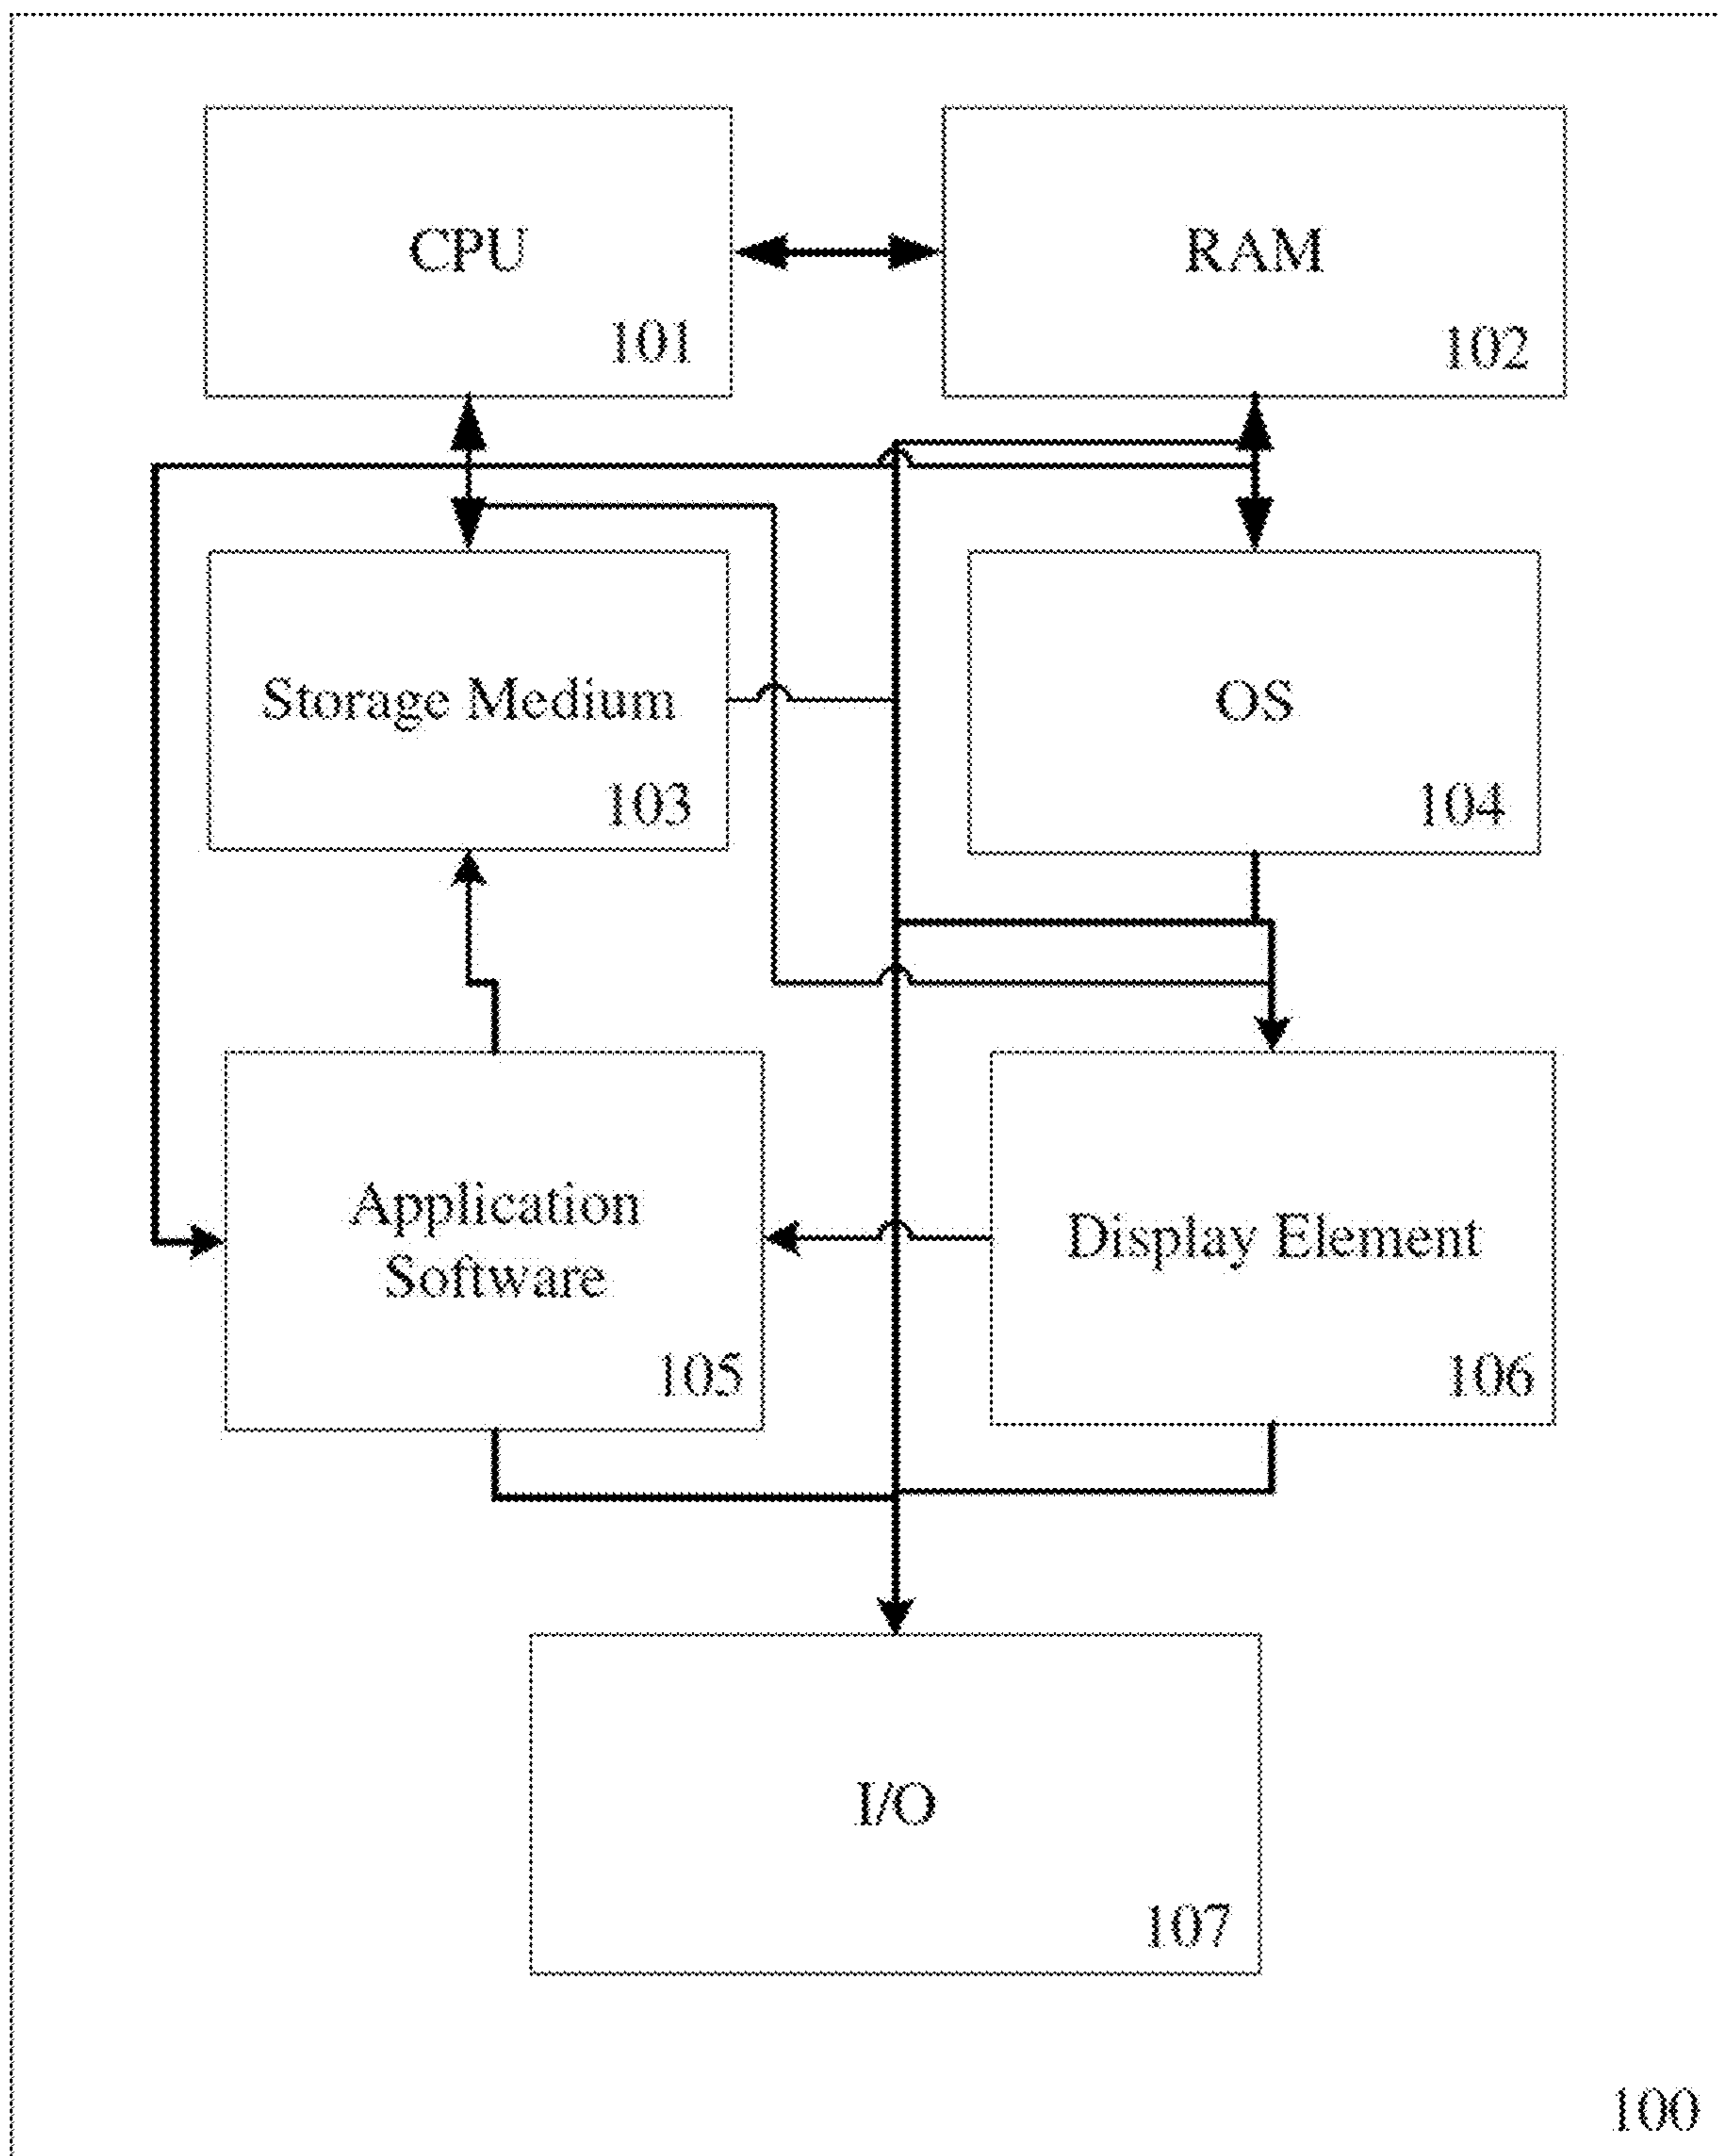 CPU
101
RAM
102
Storage Medium
103
OS
104
Application
Software
105
Display Element
106
I/O
107
100